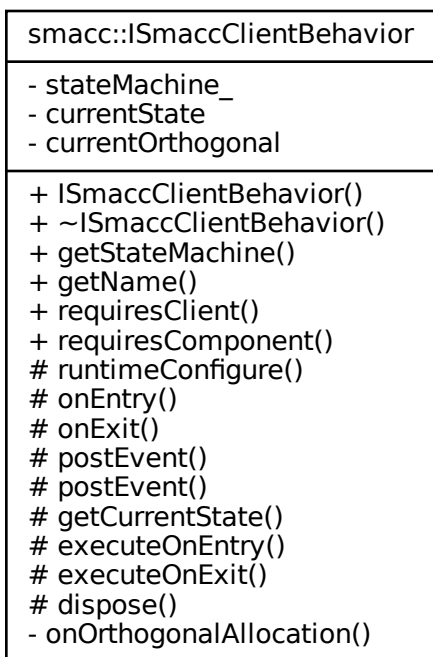 smacc::ISmaccClientBehavior
- stateMachine_
- currentState
- currentOrthogonal
+ ISmaccClientBehavior()
+ ~ISmaccClientBehavior()
+ getStateMachine()
+ getName()
+ requiresClient()
+ requiresComponent()
# runtimeConfigure()
# onEntry()
# onExit()
# postEvent()
# postEvent()
# getCurrentState()
# executeOnEntry()
# executeOnExit()
# dispose()
- onOrthogonalAllocation()